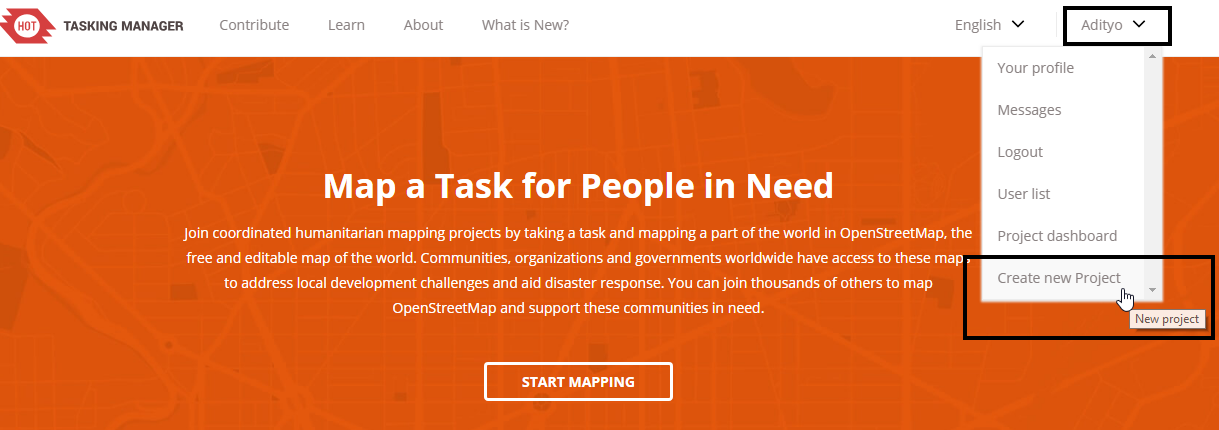 HOT TASKING MANAGER Contribute Learn About What is New? English Adityo
Your profile
Messages
Logout
User list
Project dashboard
Create new Project
New project
Map a Task for People in Need
Join coordinated humanitarian mapping projects by taking a task and mapping a part of the world in OpenStreetMap, the
free and editable map of the world. Communities, organizations and governments worldwide have access to these map
to address local development challenges and aid disaster response. You can join thousands of others to map
OpenStreetMap and support these communities in need.
START MAPPING